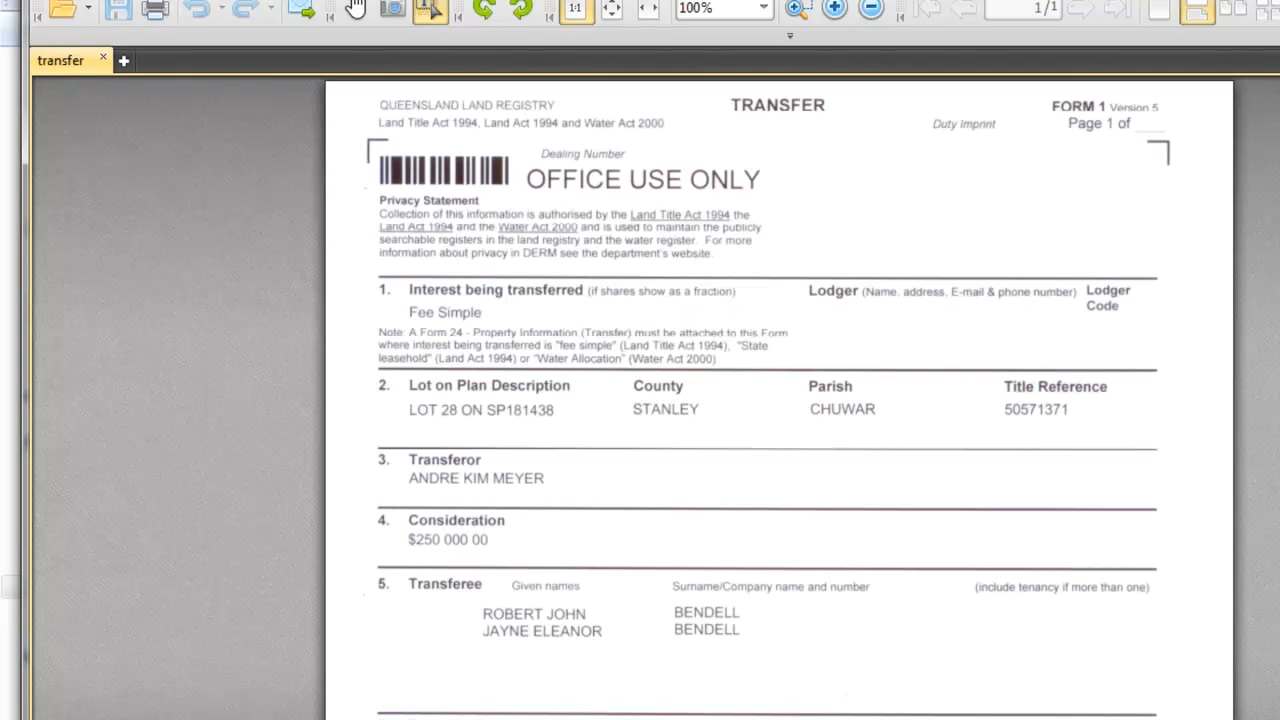 100%
1/1
transfer
QUEENSLAND LAND REGISTRY
TRANSFER
FORM 1 Version 5
Land Title Act 1994, Land Act 1994 and Water Act 2000
Duty Imprint
Page 1 of
Dealing Number
OFFICE USE ONLY
Privacy Statement
Collection of this information is authorised by the Land Title Act 1994 the
Land Act 1994 and the Water Act 2000 and is used to maintain the publicly
searchable registers in the land registry and the water register. For more
information about privacy in DERM see the department's website.
1. Interest being transferred (if shares show as a fraction)
Lodger (Name, address, E-mail & phone number)
Lodger
Code
Fee Simple
Note: A Form 24 - Property Information (Transfer) must be attached to this Form
where interest being transferred is "fee simple" (Land Title Act 1994), "State
leasehold" (Land Act 1994) or "Water Allocation" (Water Act 2000)
2. Lot on Plan Description County Parish Title Reference
LOT 28 ON SP181438 STANLEY CHUWAR 50571371
3. Transferor
ANDRE KIM MEYER
4. Consideration
$250 000 00
5. Transferee Given names Surname/Company name and number (include tenancy if more than one)
ROBERT JOHN BENDELL
JAYNE ELEANOR BENDELL